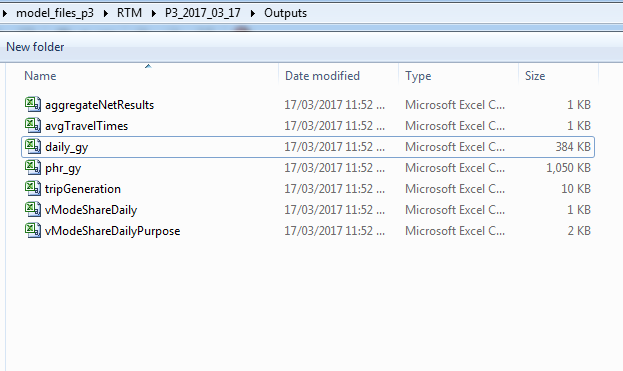 model_files_p3 RTM P3_2017_03_17 Outputs
New folder
Name Date modified Type Size
aggregateNetResults 17/03/2017 11:52 ... Microsoft Excel C... 1 KB
avgTravelTimes 17/03/2017 11:52 ... Microsoft Excel C... 1 KB
daily_gy 17/03/2017 11:52 ... Microsoft Excel C... 384 KB
phr_gy 17/03/2017 11:52 ... Microsoft Excel C... 1,050 KB
tripGeneration 17/03/2017 11:52 ... Microsoft Excel C... 10 KB
vModeShareDaily 17/03/2017 11:52 ... Microsoft Excel C... 1 KB
vModeShareDailyPurpose 17/03/2017 11:52 ... Microsoft Excel C... 2 KB